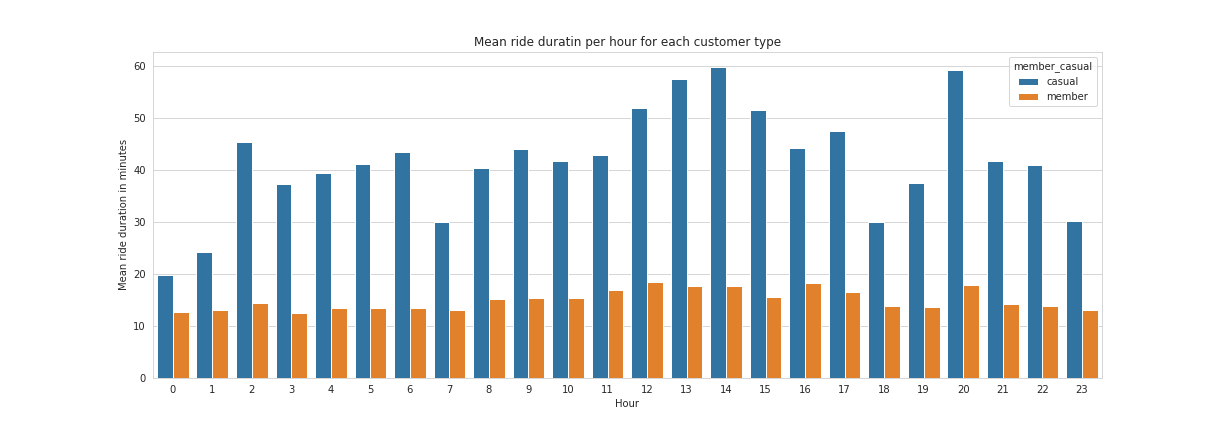 Mean ride duratin per hour for each customer type
member_casual
casual
member
Mean ride duration in minutes
60
50
40
30
20
10
0
0 1 2 3 4 5 6 7 8 9 10 11 12 13 14 15 16 17 18 19 20 21 22 23
Hour